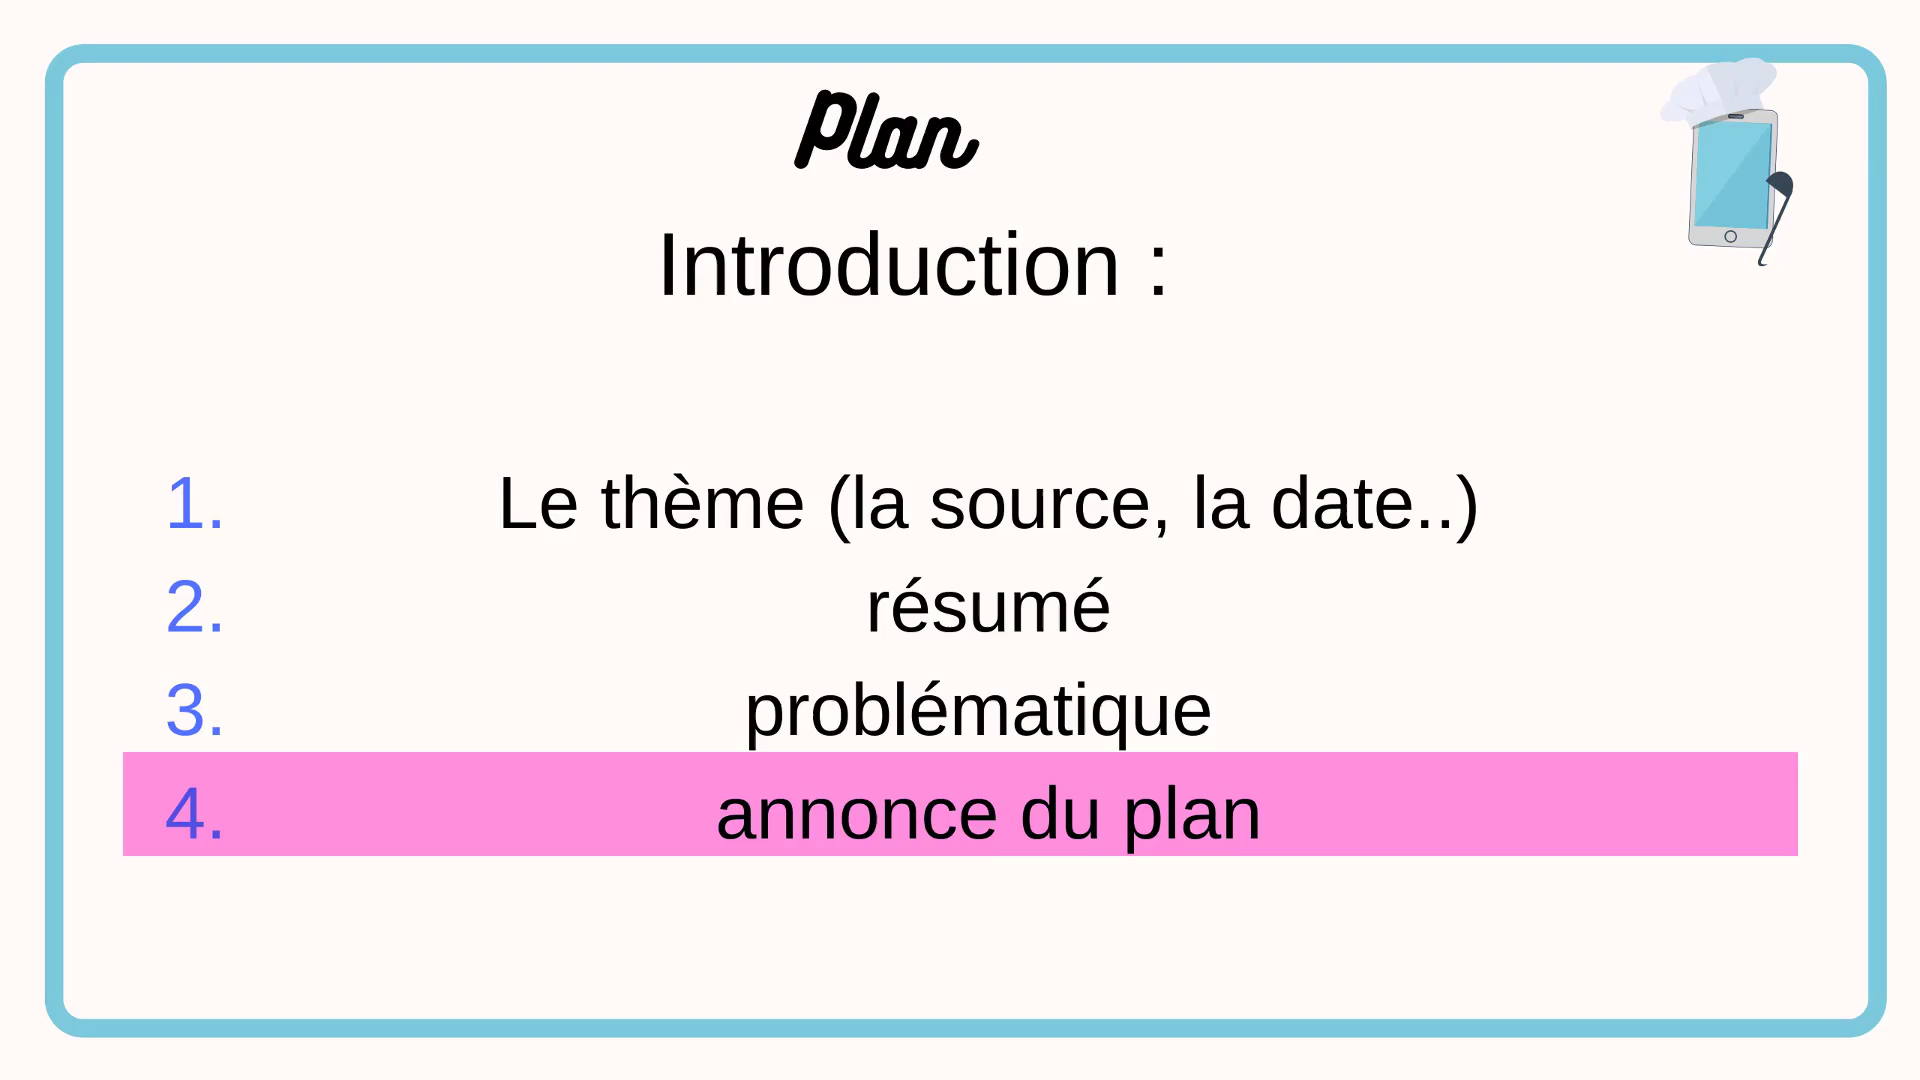 Plan
Introduction :
1. Le thème (la source, la date..)
2. résumé
3. problématique
4. annonce du plan